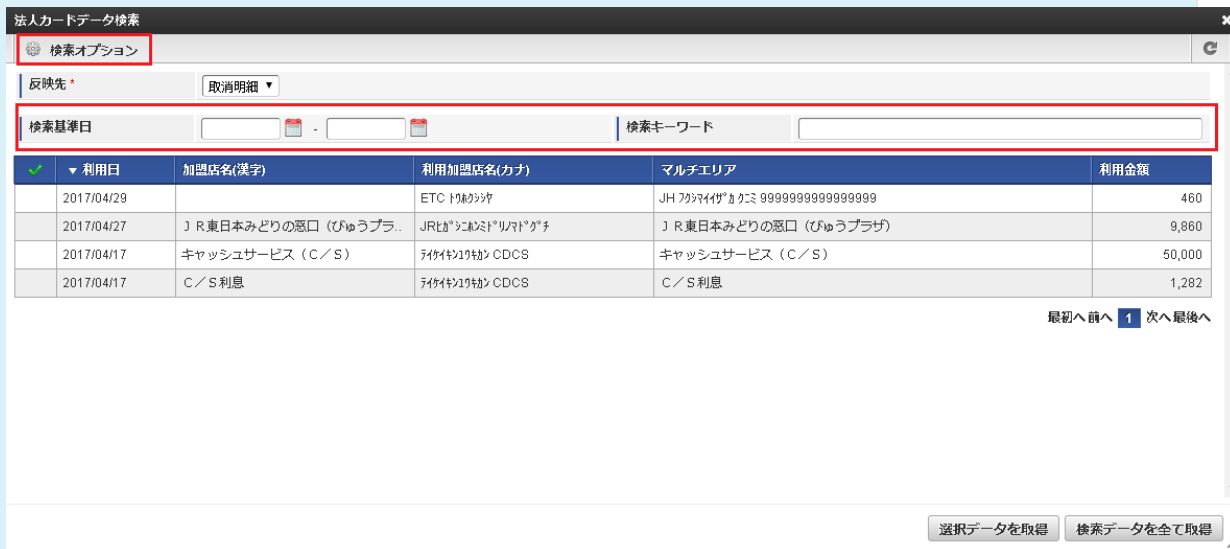 法人カードデータ検索
検索オプション
反映先 * 取消明細
検索基準日 - 検索キーワード
利用日 加盟店名(漢字) 利用加盟店名(カナ) マルチエリア 利用金額
2017/04/29 ETC ﾄｳﾎｸｼｼﾔ JH ﾌｸｼﾏｲｲｻﾞｶ ｸﾆﾐ 9999999999999999 460
2017/04/27 ＪＲ東日本みどりの窓口（びゅうプラ.. JRﾋｶﾞｼﾆﾎﾝﾐﾄﾞﾘﾉﾏﾄﾞｸﾞﾁ ＪＲ東日本みどりの窓口（びゅうプラザ） 9,860
2017/04/17 キャッシュサービス（Ｃ／Ｓ） ﾃｲｹｲｷﾝﾕｳｷｶﾝ CDCS キャッシュサービス（Ｃ／Ｓ） 50,000
2017/04/17 Ｃ／Ｓ利息 ﾃｲｹｲｷﾝﾕｳｷｶﾝ CDCS Ｃ／Ｓ利息 1,282
最初へ 前へ 1 次へ 最後へ
選択データを取得 検索データを全て取得